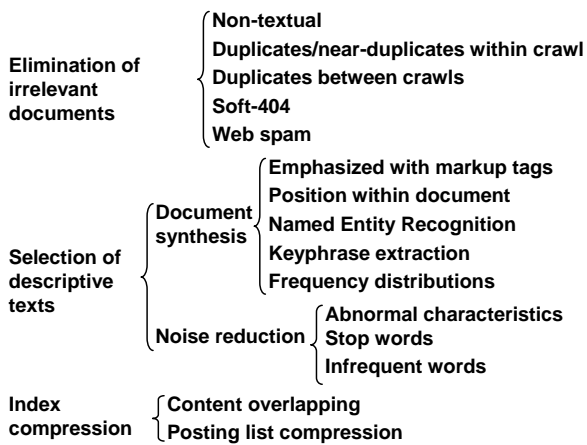 Elimination of
irrelevant
documents
Non-textual
Duplicates/near-duplicates within crawl
Duplicates between crawls
Soft-404
Web spam
Selection of
descriptive
texts
Document
synthesis
Emphasized with markup tags
Position within document
Named Entity Recognition
Keyphrase extraction
Frequency distributions
Noise reduction
Abnormal characteristics
Stop words
Infrequent words
Index
compression
Content overlapping
Posting list compression